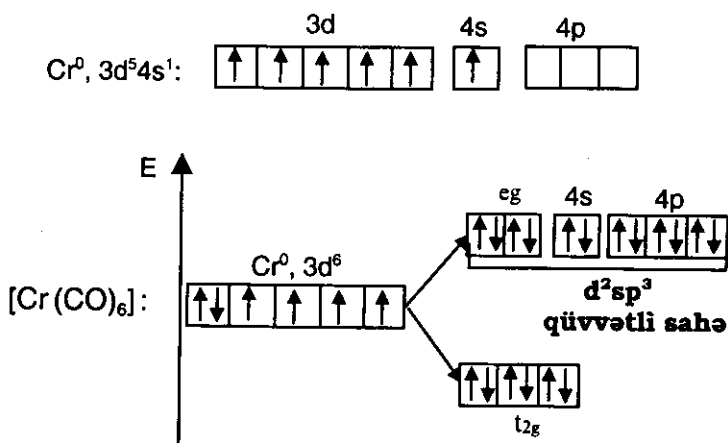 3d 4s 4p
Cr⁰, 3d⁵4s¹:
E
eg 4s 4p
Cr⁰, 3d⁶
[Cr(CO)₆]:
d²sp³
qüvvətli sahə
t₂g